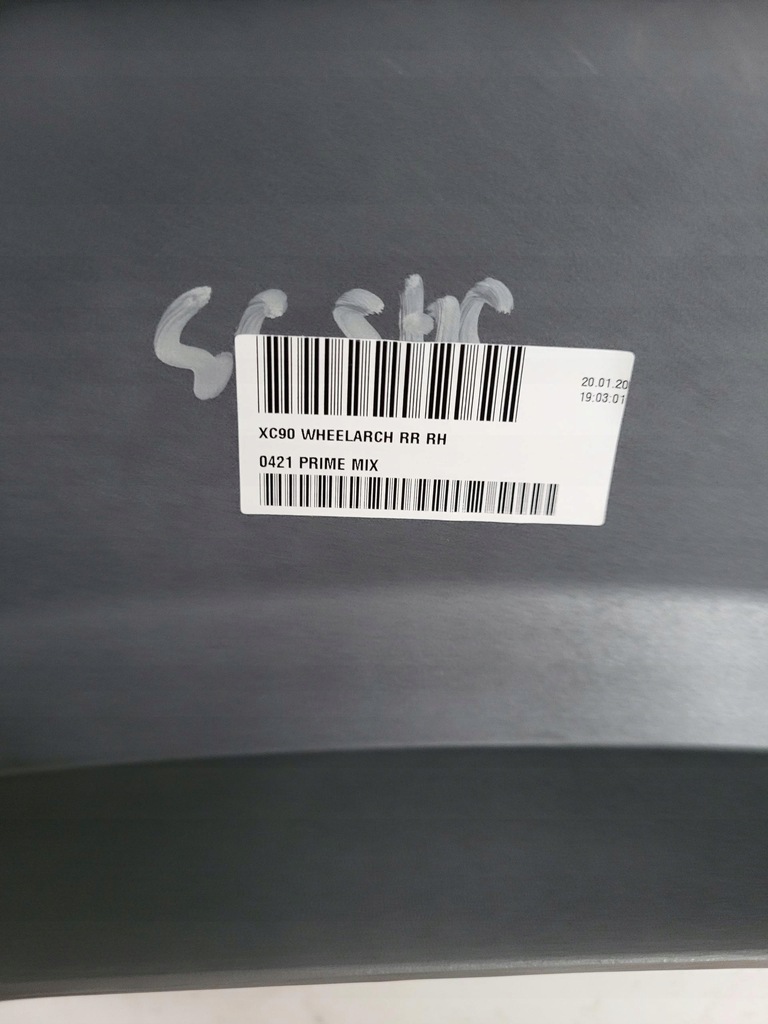 20.01.20
19:03:01
XC90 WHEELARCH RR RH
0421 PRIME MIX